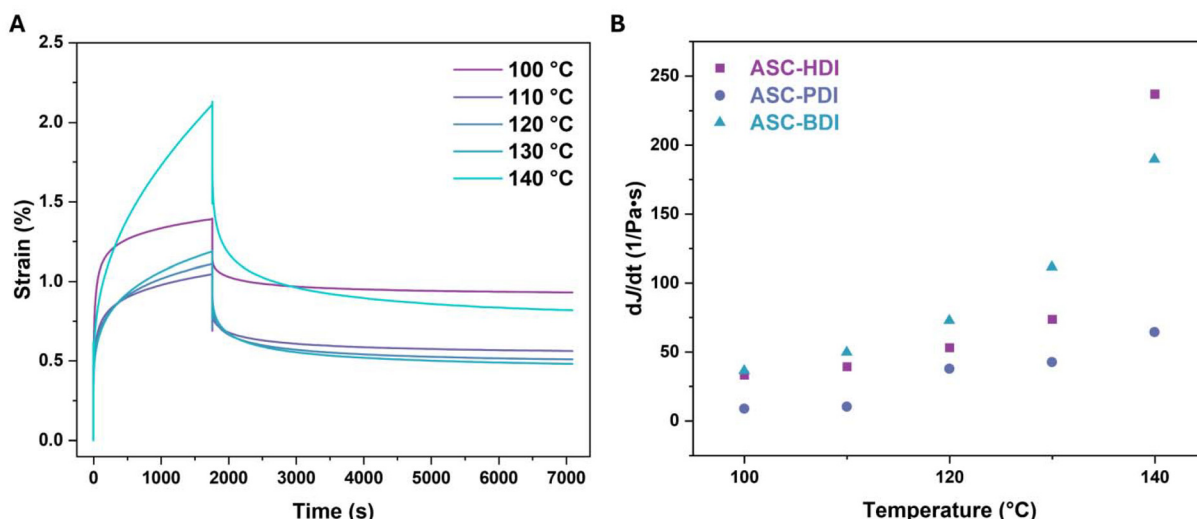 A
Strain (%)
2.5
2.0
1.5
1.0
0.5
0.0
100 °C
110 °C
120 °C
130 °C
140 °C
0 1000 2000 3000 4000 5000 6000 7000
Time (s)
B
dJ/dt (1/Pa•s)
250
200
150
100
50
0
ASC-HDI
ASC-PDI
ASC-BDI
100 120 140
Temperature (°C)